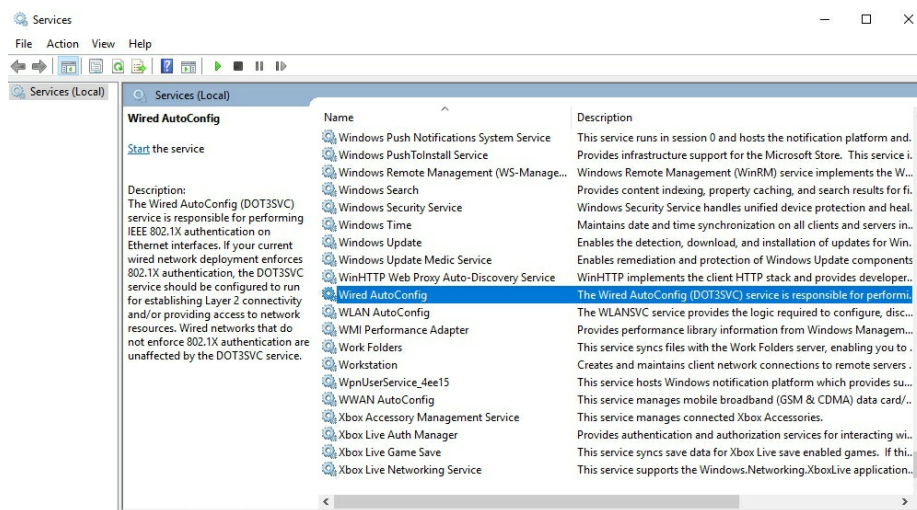 Services
File Action View Help
Services (Local)
Services (Local)
Wired AutoConfig
Start the service
Description:
The Wired AutoConfig (DOT3SVC)
service is responsible for performing
IEEE 802.1X authentication on
Ethernet interfaces. If your current
wired network deployment enforces
802.1X authentication, the DOT3SVC
service should be configured to run
for establishing Layer 2 connectivity
and/or providing access to network
resources. Wired networks that do
not enforce 802.1X authentication are
unaffected by the DOT3SVC service.
Name Description
Windows Push Notifications System Service This service runs in session 0 and hosts the notification platform and.
Windows PushToInstall Service Provides infrastructure support for the Microsoft Store. This service i.
Windows Remote Management (WS-Manage... Windows Remote Management (WinRM) service implements the W...
Windows Search Provides content indexing, property caching, and search results for fi.
Windows Security Service Windows Security Service handles unified device protection and heal.
Windows Time Maintains date and time synchronization on all clients and servers in..
Windows Update Enables the detection, download, and installation of updates for Win.
Windows Update Medic Service Enables remediation and protection of Windows Update components
WinHTTP Web Proxy Auto-Discovery Service WinHTTP implements the client HTTP stack and provides developer..
Wired AutoConfig The Wired AutoConfig (DOT3SVC) service is responsible for performi.
WLAN AutoConfig The WLANSVC service provides the logic required to configure, disc...
WMI Performance Adapter Provides performance library information from Windows Managem...
Work Folders This service syncs files with the Work Folders server, enabling you to .
Workstation Creates and maintains client network connections to remote servers .
WpnUserService_4ee15 This service hosts Windows notification platform which provides su...
WWAN AutoConfig This service manages mobile broadband (GSM & CDMA) data card/..
Xbox Accessory Management Service This service manages connected Xbox Accessories.
Xbox Live Auth Manager Provides authentication and authorization services for interacting wi..
Xbox Live Game Save This service syncs save data for Xbox Live save enabled games. If thi...
Xbox Live Networking Service This service supports the Windows.Networking.XboxLive application..